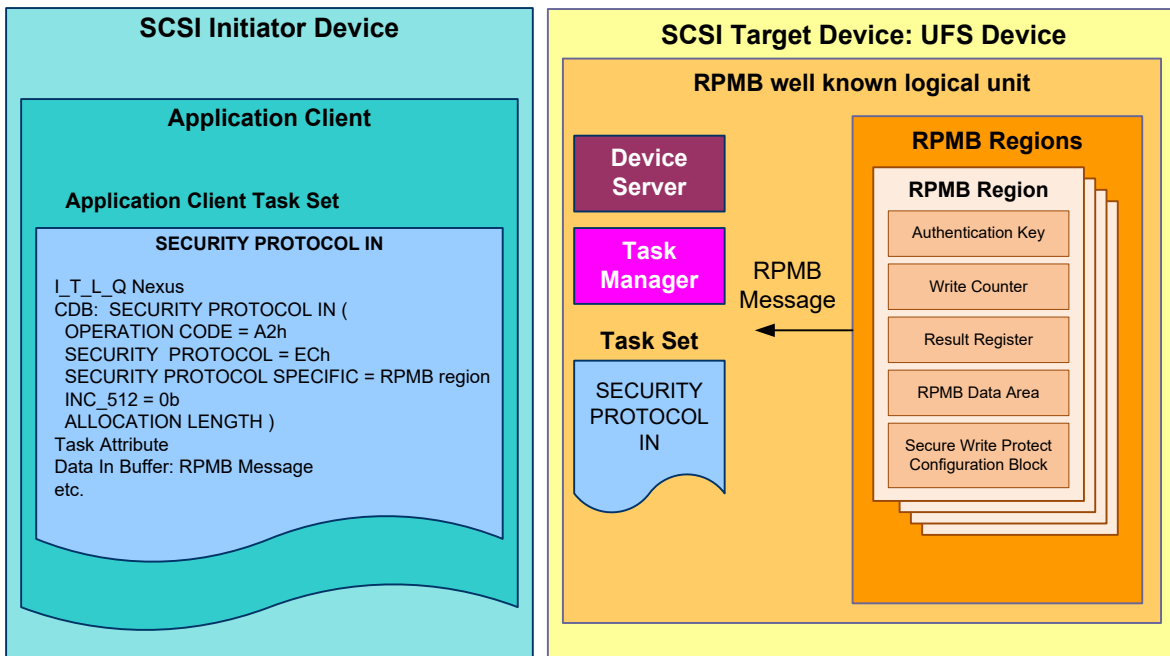 SCSI Initiator Device
Application Client
Application Client Task Set
SECURITY PROTOCOL IN
I_T_L_Q Nexus
CDB: SECURITY PROTOCOL IN (
OPERATION CODE = A2h
SECURITY PROTOCOL = ECh
SECURITY PROTOCOL SPECIFIC = RPMB region
INC_512 = 0b
ALLOCATION LENGTH )
Task Attribute
Data In Buffer: RPMB Message
etc.
SCSI Target Device: UFS Device
RPMB well known logical unit
Device
Server
Task
Manager
Task Set
SECURITY
PROTOCOL
IN
RPMB
Message
RPMB Regions
RPMB Region
Authentication Key
Write Counter
Result Register
RPMB Data Area
Secure Write Protect
Configuration Block